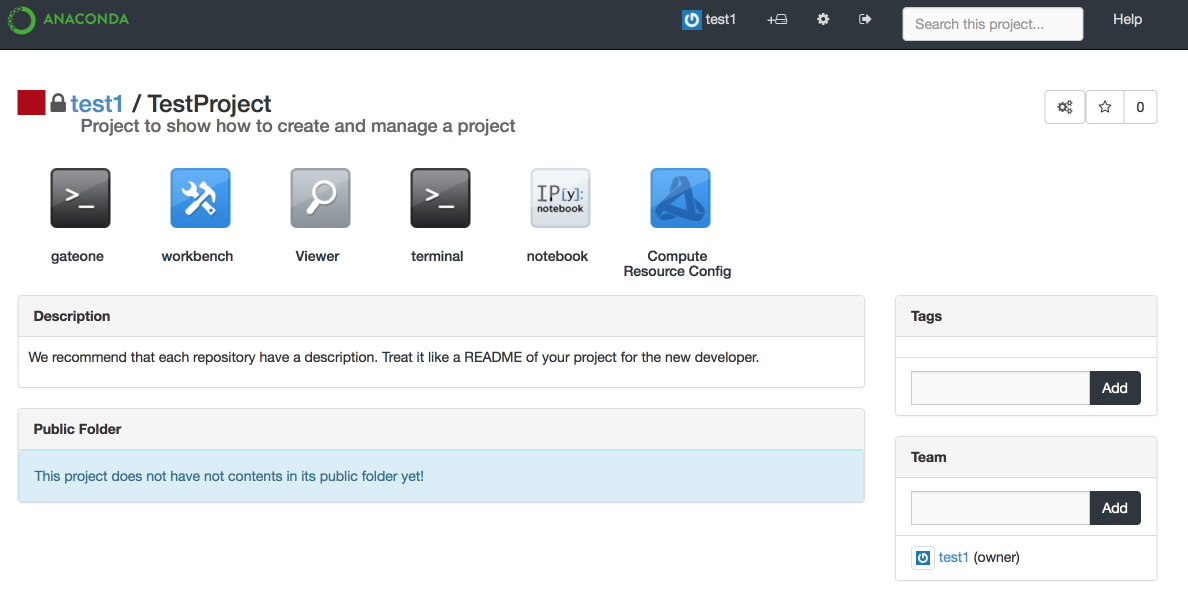 ANACONDA
test1
Search this project...
Help
test1 / TestProject
Project to show how to create and manage a project
0
>_
>_
IP[y]:
notebook
gateone
workbench
Viewer
terminal
notebook
Compute
Resource Config
Description
We recommend that each repository have a description. Treat it like a README of your project for the new developer.
Public Folder
This project does not have not contents in its public folder yet!
Tags
Add
Team
Add
test1 (owner)